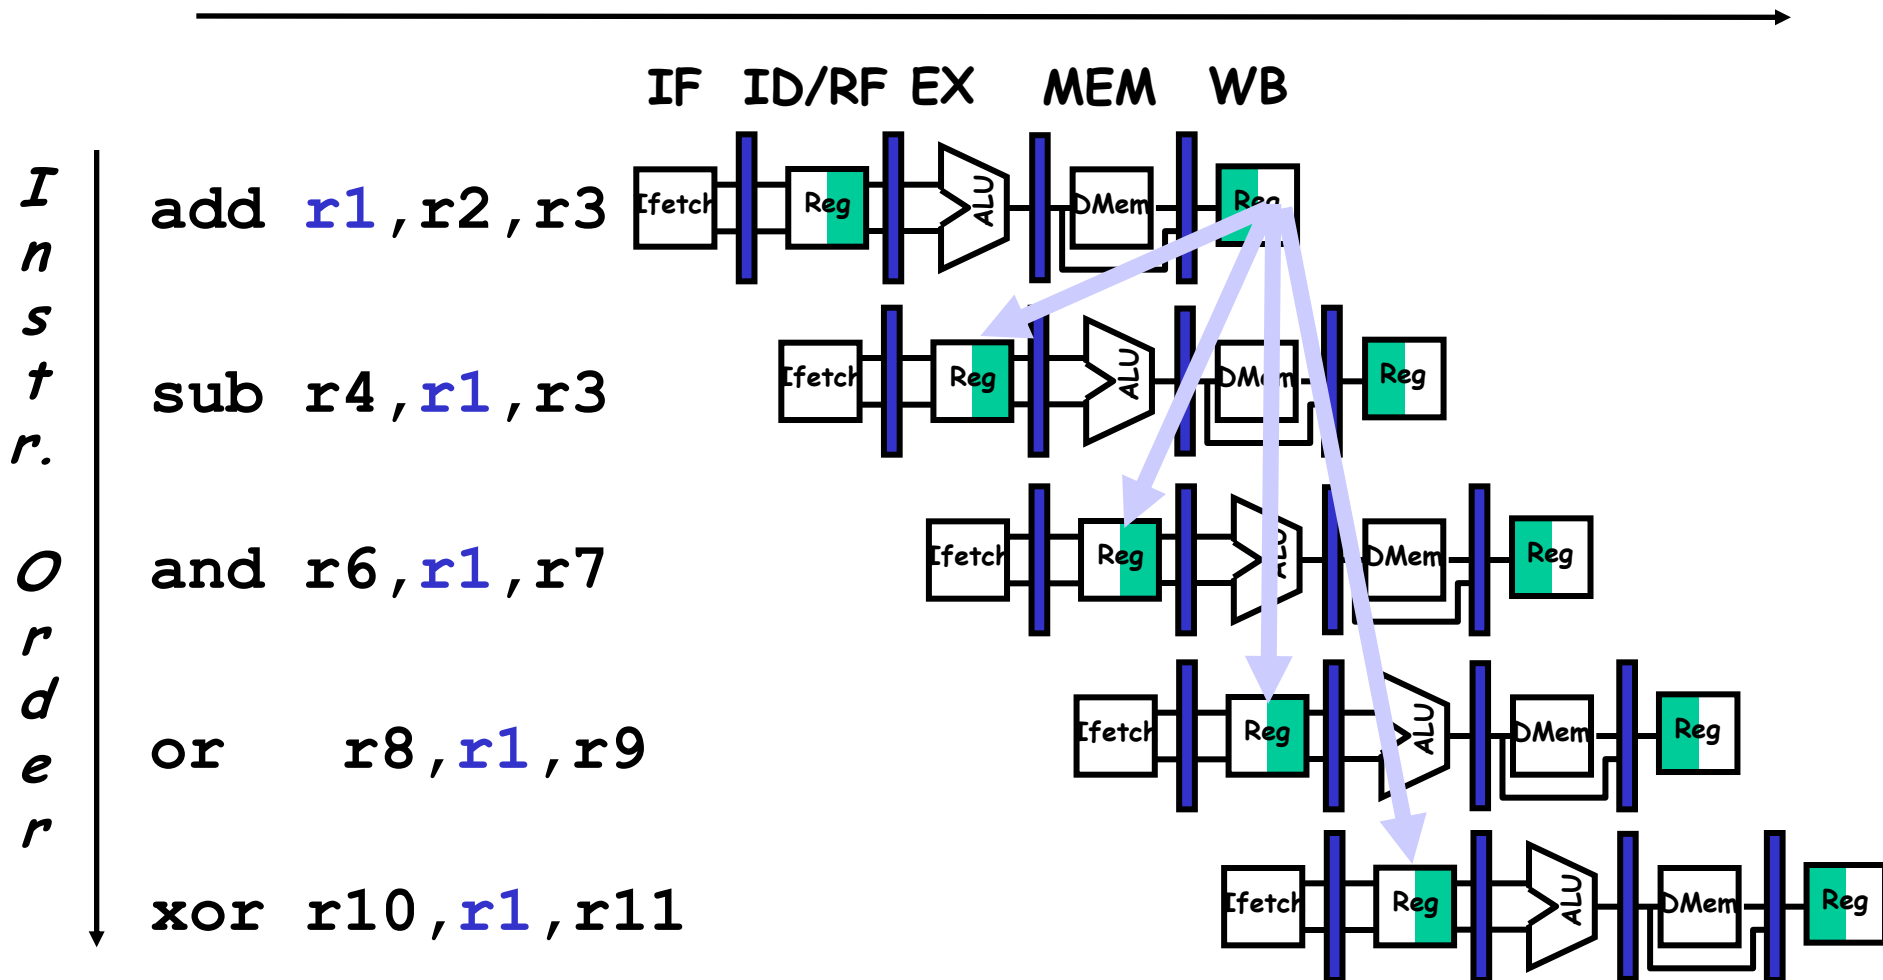 IF ID/RF EX MEM WB
Instr. Order
add r1,r2,r3 Ifetch Reg ALU DMem Reg
sub r4,r1,r3 Ifetch Reg ALU DMem Reg
and r6,r1,r7 Ifetch Reg ALU DMem Reg
or r8,r1,r9 Ifetch Reg ALU DMem Reg
xor r10,r1,r11 Ifetch Reg ALU DMem Reg